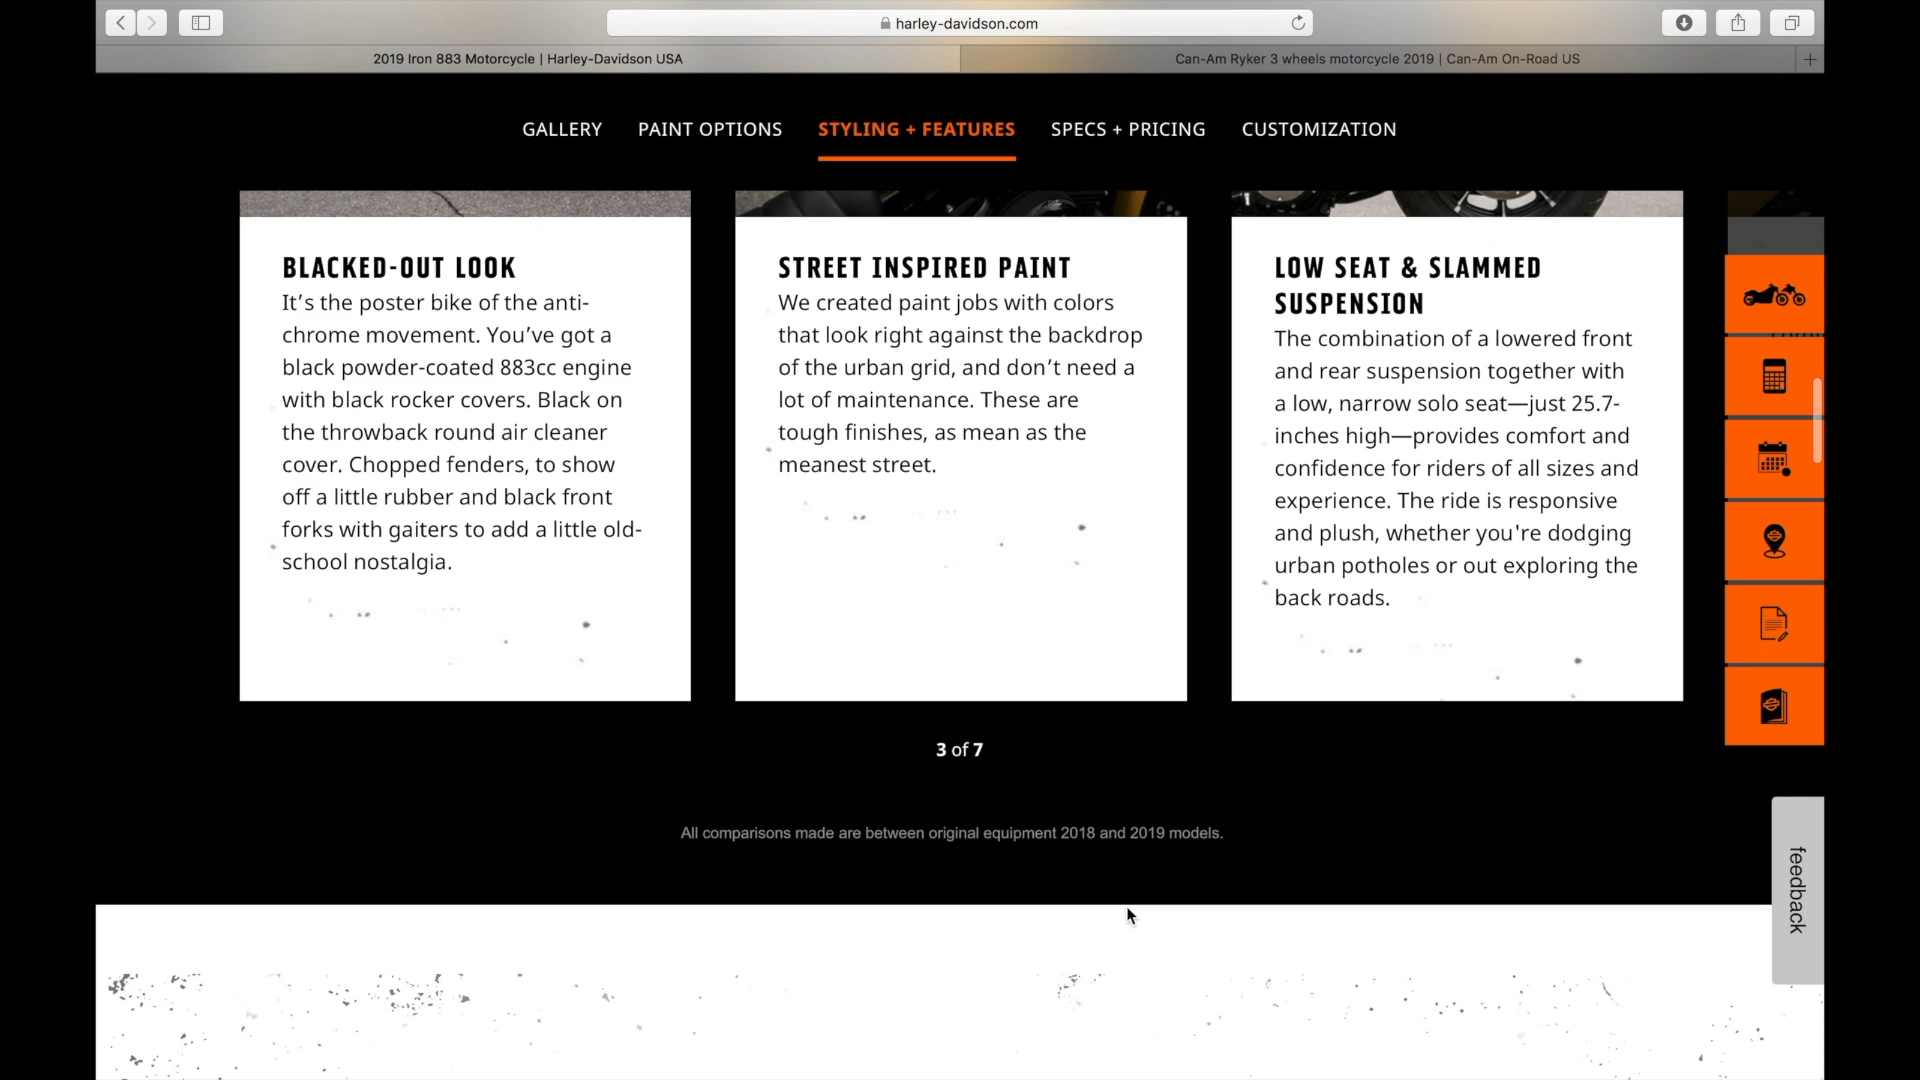 harley-davidson.com
2019 Iron 883 Motorcycle | Harley-Davidson USA
Can-Am Ryker 3 wheels motorcycle 2019 | Can-Am On-Road US
GALLERY
PAINT OPTIONS
STYLING + FEATURES
SPECS + PRICING
CUSTOMIZATION
BLACKED-OUT LOOK
It’s the poster bike of the anti-
chrome movement. You’ve got a
black powder-coated 883cc engine
with black rocker covers. Black on
the throwback round air cleaner
cover. Chopped fenders, to show
off a little rubber and black front
forks with gaiters to add a little old-
school nostalgia.
STREET INSPIRED PAINT
We created paint jobs with colors
that look right against the backdrop
of the urban grid, and don’t need a
lot of maintenance. These are
tough finishes, as mean as the
meanest street.
LOW SEAT & SLAMMED
SUSPENSION
The combination of a lowered front
and rear suspension together with
a low, narrow solo seat—just 25.7-
inches high—provides comfort and
confidence for riders of all sizes and
experience. The ride is responsive
and plush, whether you're dodging
urban potholes or out exploring the
back roads.
3 of 7
All comparisons made are between original equipment 2018 and 2019 models.
feedback